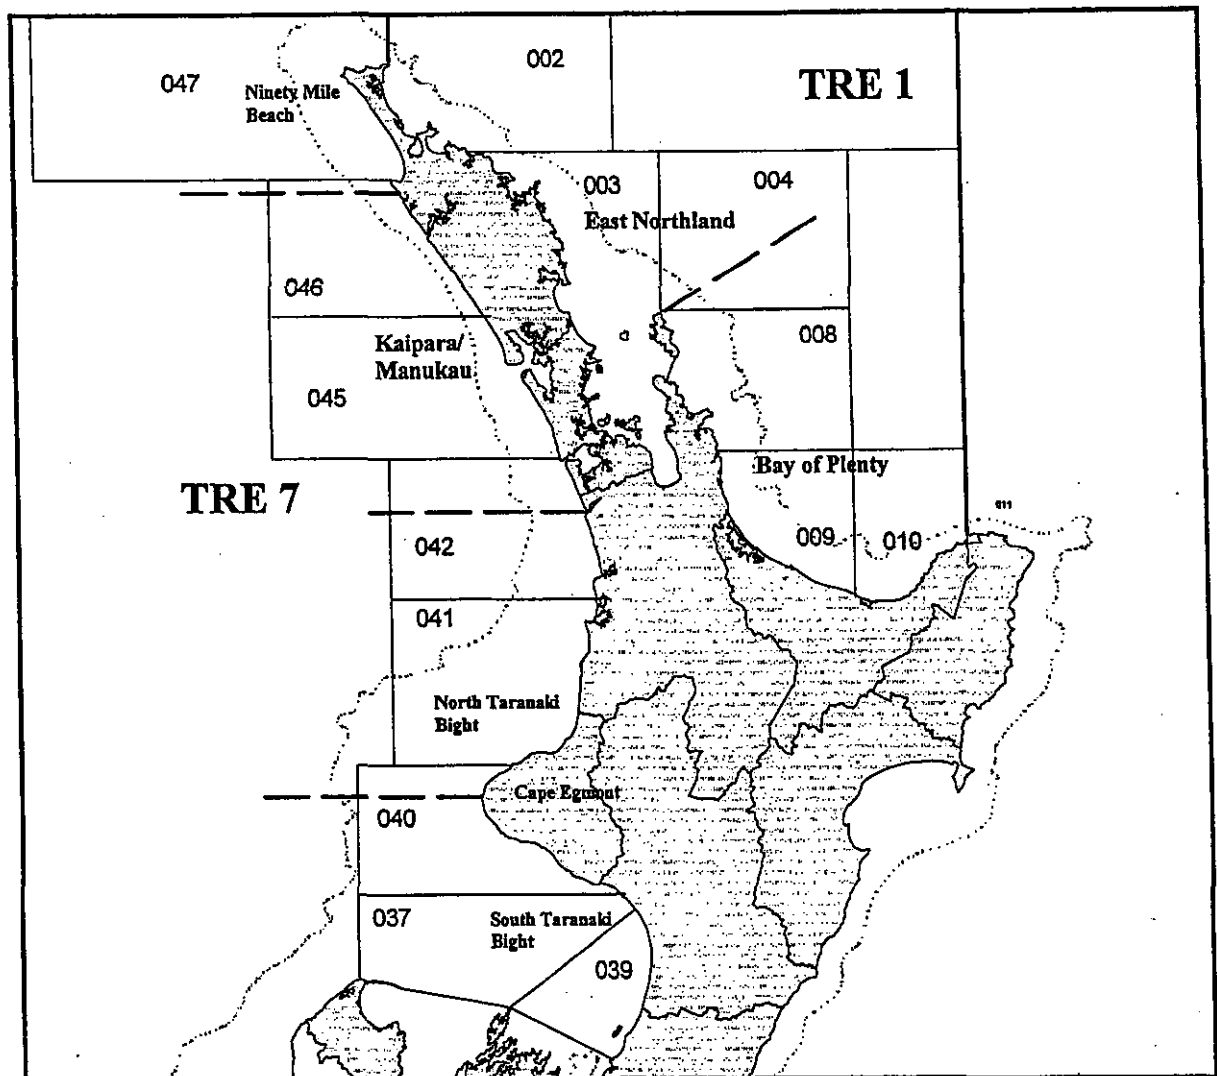 002
047
TRE 1
Ninety Mile
Beach
003
004
East Northland
046
008
Kaipara/
Manukau
045
Bay of Plenty
TRE 7
011
009
010
042
041
North Taranaki
Bight
Cape Egmont
040
037
South Taranaki
Bight
039